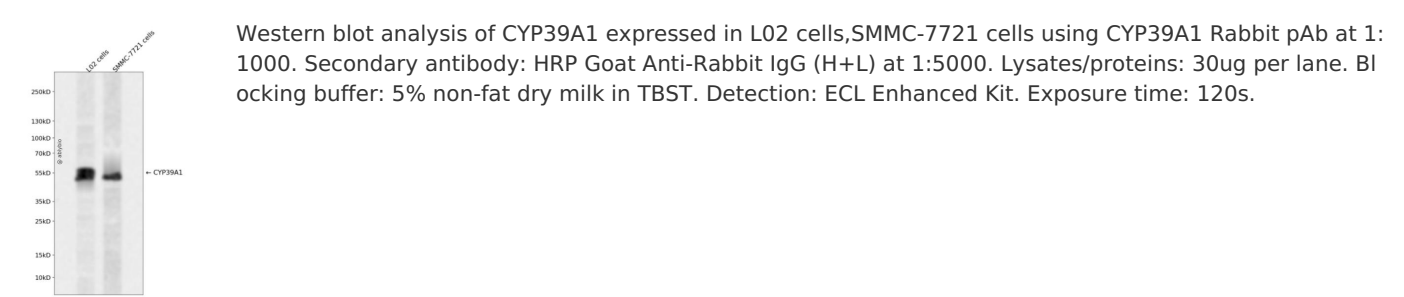 L02 cells
SMMC-7721 cells
250kD
130kD
100kD
70kD
55kD
35kD
25kD
15kD
10kD
@ ablybio
← CYP39A1
Western blot analysis of CYP39A1 expressed in L02 cells,SMMC-7721 cells using CYP39A1 Rabbit pAb at 1:
1000. Secondary antibody: HRP Goat Anti-Rabbit IgG (H+L) at 1:5000. Lysates/proteins: 30ug per lane. Bl
ocking buffer: 5% non-fat dry milk in TBST. Detection: ECL Enhanced Kit. Exposure time: 120s.